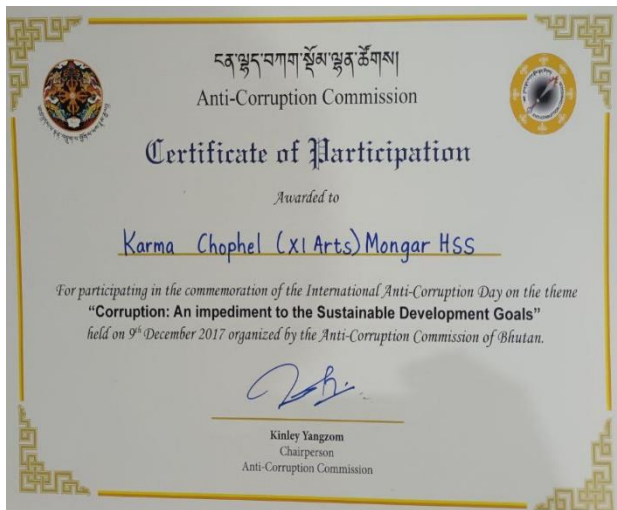 ངན་ལྷད་བཀག་སྡོམ་ལྷན་ཚོགས།
Anti-Corruption Commission
Certificate of Participation
Awarded to
Karma Chophel (XI Arts) Mongar HSS
For participating in the commemoration of the International Anti-Corruption Day on the theme
“Corruption: An impediment to the Sustainable Development Goals”
held on 9th December 2017 organized by the Anti-Corruption Commission of Bhutan.
Kinley Yangzom
Chairperson
Anti-Corruption Commission